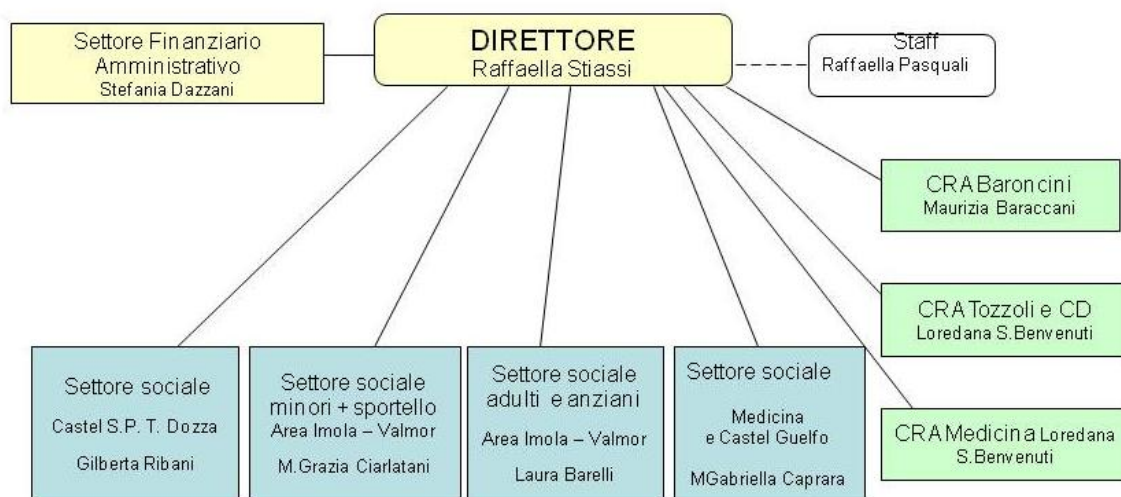 Settore Finanziario
Amministrativo
Stefania Dazzani
DIRETTORE
Raffaella Stiassi
Staff
Raffaella Pasquali
CRA Baroncini
Maurizia Baraccani
CRA Tozzoli e CD
Loredana S.Benvenuti
CRA Medicina Loredana
S.Benvenuti
Settore sociale
Castel S.P. T. Dozza
Gilberta Ribani
Settore sociale
minori + sportello
Area Imola – Valmor
M.Grazia Ciarlatani
Settore sociale
adulti e anziani
Area Imola – Valmor
Laura Barelli
Settore sociale
Medicina
e Castel Guelfo
MGabriella Caprara